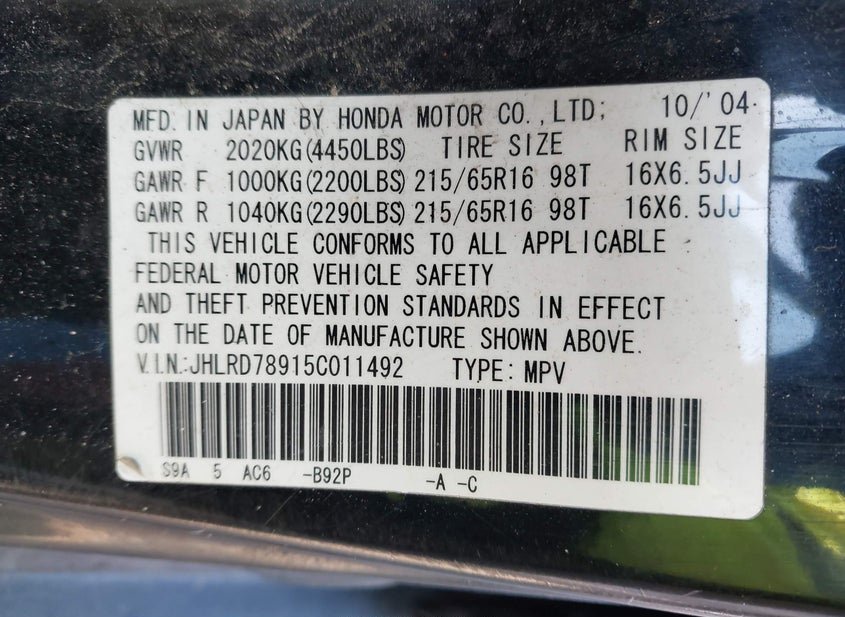 MFD. IN JAPAN BY HONDA MOTOR CO.,LTD; 10/'04
GVWR 2020KG(4450LBS) TIRE SIZE RIM SIZE
GAWR F 1000KG(2200LBS) 215/65R16 98T 16X6.5JJ
GAWR R 1040KG(2290LBS) 215/65R16 98T 16X6.5JJ
THIS VEHICLE CONFORMS TO ALL APPLICABLE
FEDERAL MOTOR VEHICLE SAFETY
AND THEFT PREVENTION STANDARDS IN EFFECT
ON THE DATE OF MANUFACTURE SHOWN ABOVE.
V.I.N.:JHLRD78915C011492 TYPE: MPV
S9A 5 AC6 -B92P -A -C